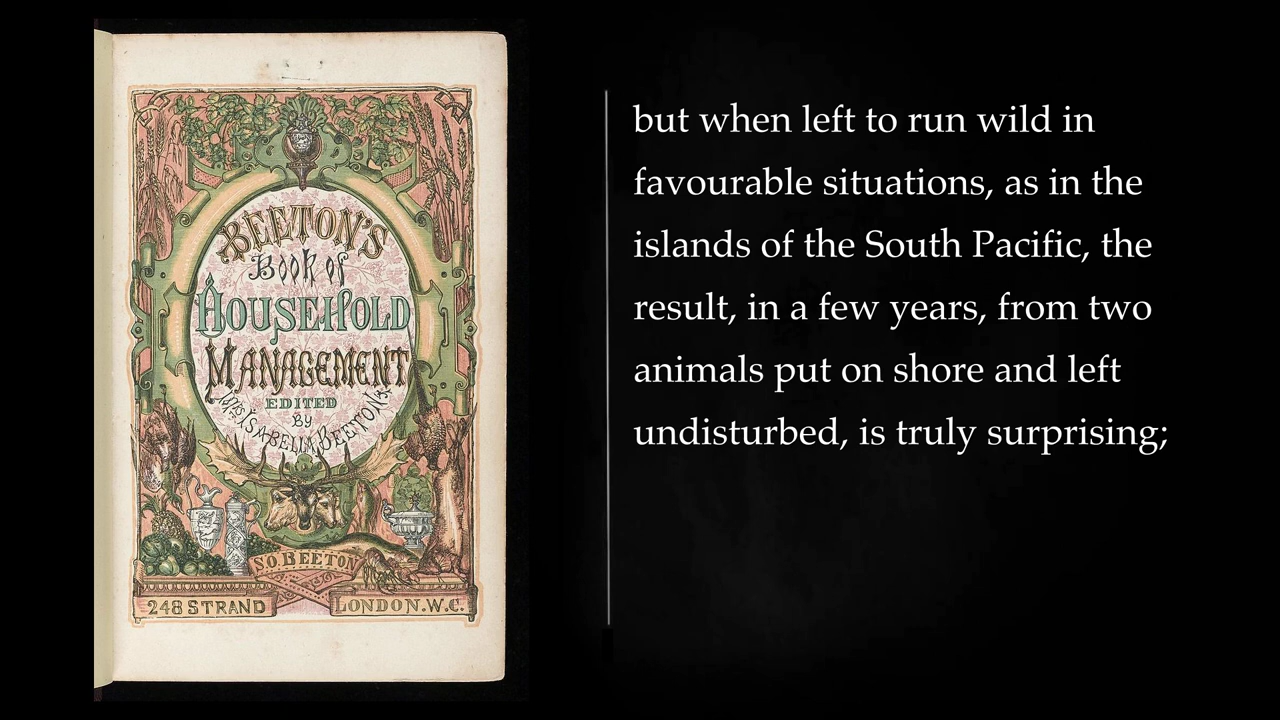 BEETON'S
Book of
HOUSEHOLD
MANAGEMENT
EDITED
By
MRS ISABELLA BEETON.
S.O. BEETON
248 STRAND
LONDON. W.C.
but when left to run wild in
favourable situations, as in the
islands of the South Pacific, the
result, in a few years, from two
animals put on shore and left
undisturbed, is truly surprising;